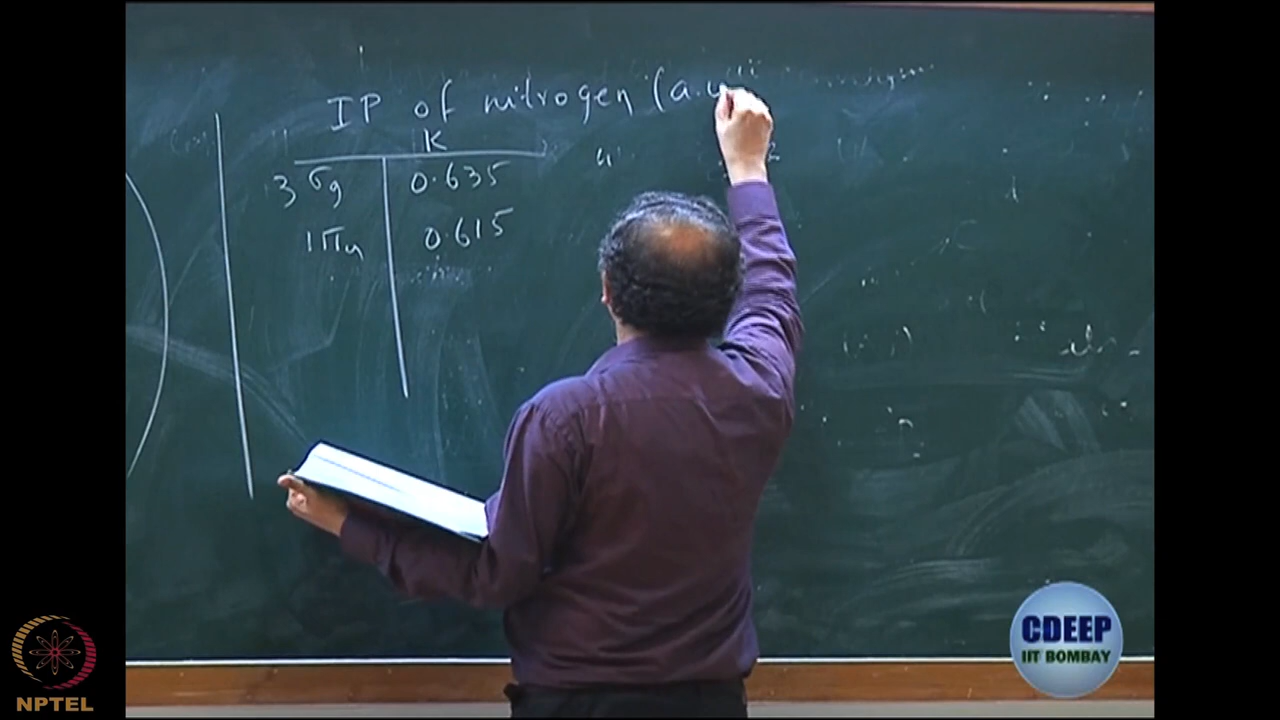 IP of nitrogen (a.u
K
3σg 0.635
1πu 0.615
CDEEP
IIT BOMBAY
NPTEL